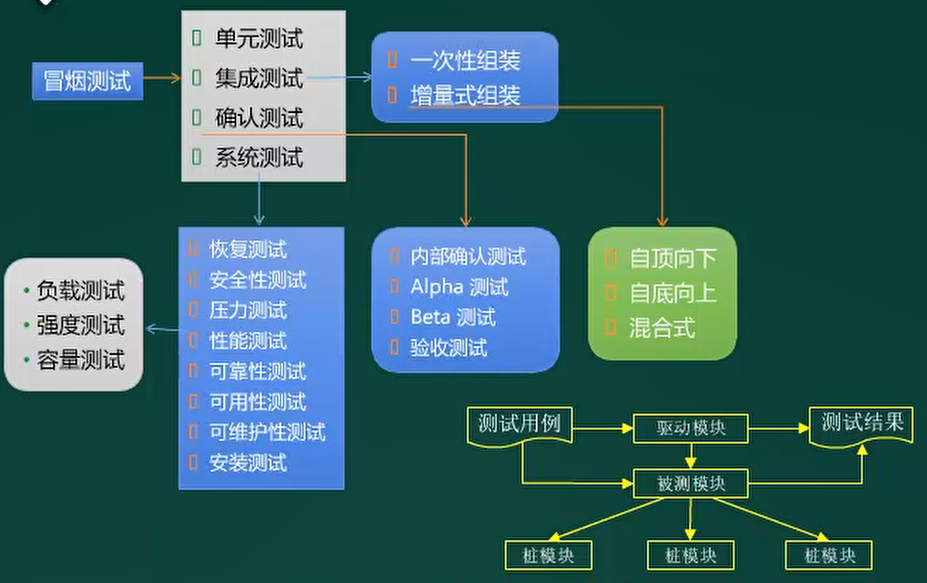 冒烟测试
单元测试
集成测试
确认测试
系统测试
一次性组装
增量式组装
负载测试
强度测试
容量测试
恢复测试
安全性测试
压力测试
性能测试
可靠性测试
可用性测试
可维护性测试
安装测试
内部确认测试
Alpha 测试
Beta 测试
验收测试
自顶向下
自底向上
混合式
测试用例
驱动模块
测试结果
被测模块
桩模块
桩模块
桩模块